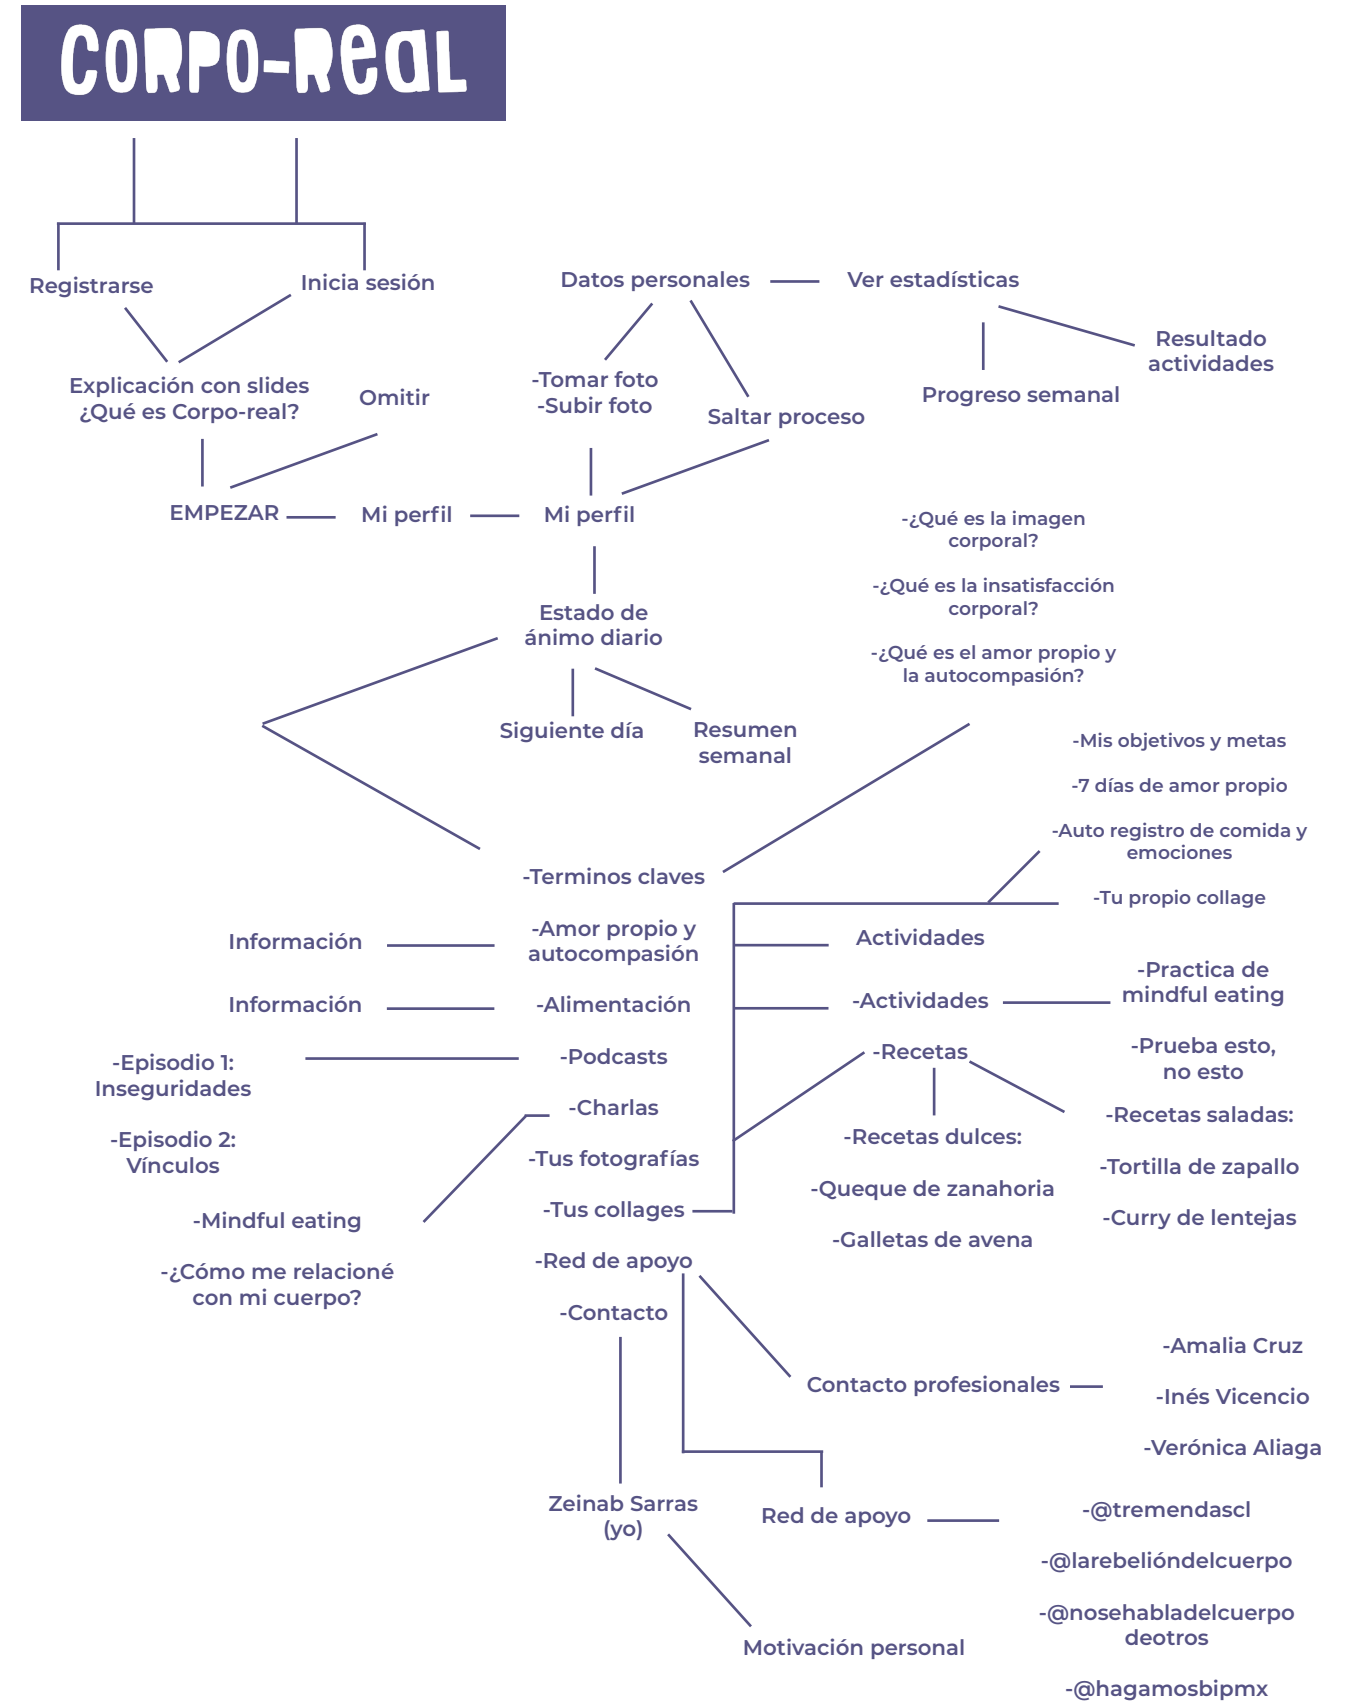 CORPO-REAL
Registrarse
Inicia sesión
Datos personales
Ver estadísticas
Resultado
actividades
Explicación con slides
¿Qué es Corpo-real?
Omitir
-Tomar foto
-Subir foto
Saltar proceso
Progreso semanal
EMPEZAR
Mi perfil
Mi perfil
-¿Qué es la imagen
corporal?
-¿Qué es la insatisfacción
corporal?
-¿Qué es el amor propio y
la autocompasión?
Estado de
ánimo diario
Siguiente día
Resumen
semanal
-Mis objetivos y metas
-7 días de amor propio
-Auto registro de comida y
emociones
-Tu propio collage
-Terminos claves
-Amor propio y
autocompasión
-Alimentación
-Podcasts
-Charlas
-Tus fotografías
-Tus collages
-Red de apoyo
-Contacto
Información
Información
-Episodio 1:
Inseguridades
-Episodio 2:
Vínculos
-Mindful eating
-¿Cómo me relacioné
con mi cuerpo?
Actividades
-Actividades
-Recetas
-Practica de
mindful eating
-Prueba esto,
no esto
-Recetas dulces:
-Queque de zanahoria
-Galletas de avena
-Recetas saladas:
-Tortilla de zapallo
-Curry de lentejas
Contacto profesionales
-Amalia Cruz
-Inés Vicencio
-Verónica Aliaga
Zeinab Sarras
(yo)
Red de apoyo
-@tremendascl
-@larebelióndelcuerpo
-@nosehabladelcuerpo
deotros
-@hagamosbipmx
Motivación personal